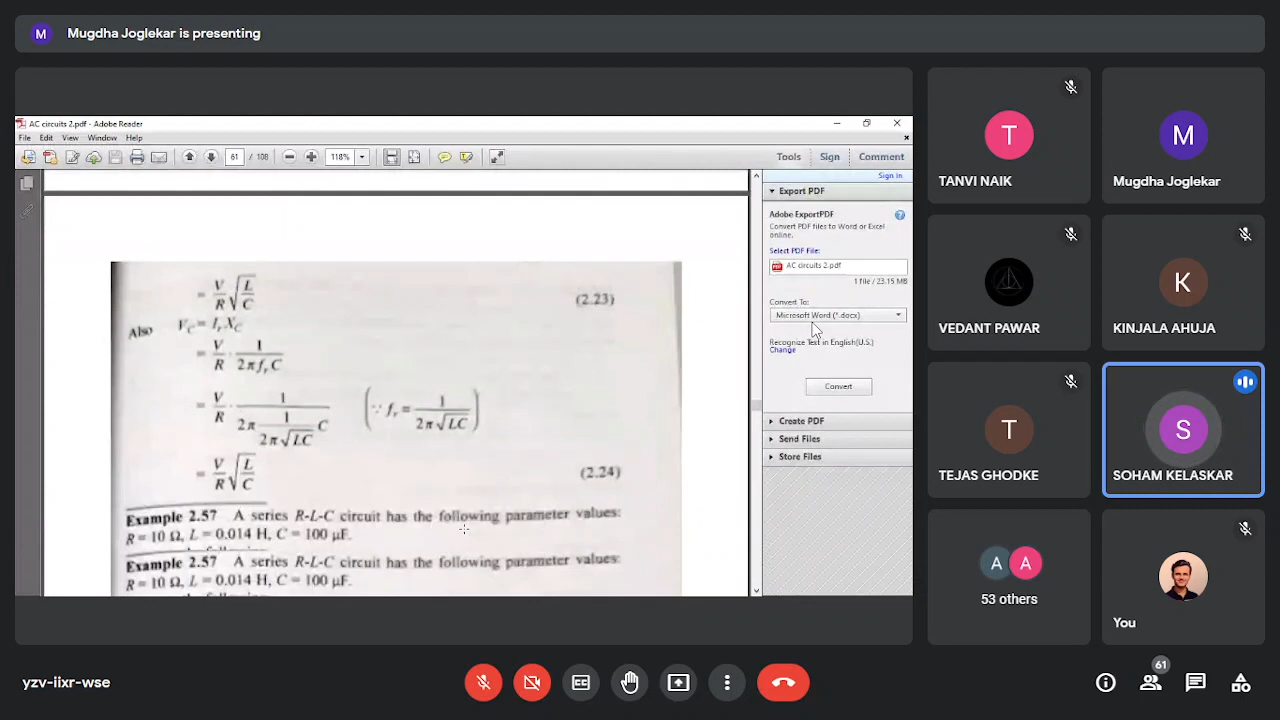 M Mugdha Joglekar is presenting
AC circuits 2.pdf - Adobe Reader
File Edit View Window Help
61 / 108 118% Tools Sign Comment
Sign In
Export PDF
Adobe ExportPDF
Convert PDF files to Word or Excel
online.
Select PDF File:
AC circuits 2.pdf
1 file / 23.15 MB
Convert To:
Microsoft Word (*.docx)
Recognize Text in English(U.S.)
Change
Convert
Create PDF
Send Files
Store Files
= V/R √(L/C) (2.23)
Also V_C = I_r X_C
= V/R · 1/(2πf_r C)
= V/R · 1/(2π 1/(2π√LC) C) (∵ f_r = 1/(2π√LC))
= V/R √(L/C) (2.24)
Example 2.57 A series R-L-C circuit has the following parameter values:
R = 10 Ω, L = 0.014 H, C = 100 μF.
Example 2.57 A series R-L-C circuit has the following parameter values:
R = 10 Ω, L = 0.014 H, C = 100 μF.
T
TANVI NAIK
M
Mugdha Joglekar
VEDANT PAWAR
K
KINJALA AHUJA
T
TEJAS GHODKE
S
SOHAM KELASKAR
A A
53 others
You
yzv-iixr-wse
CC
61